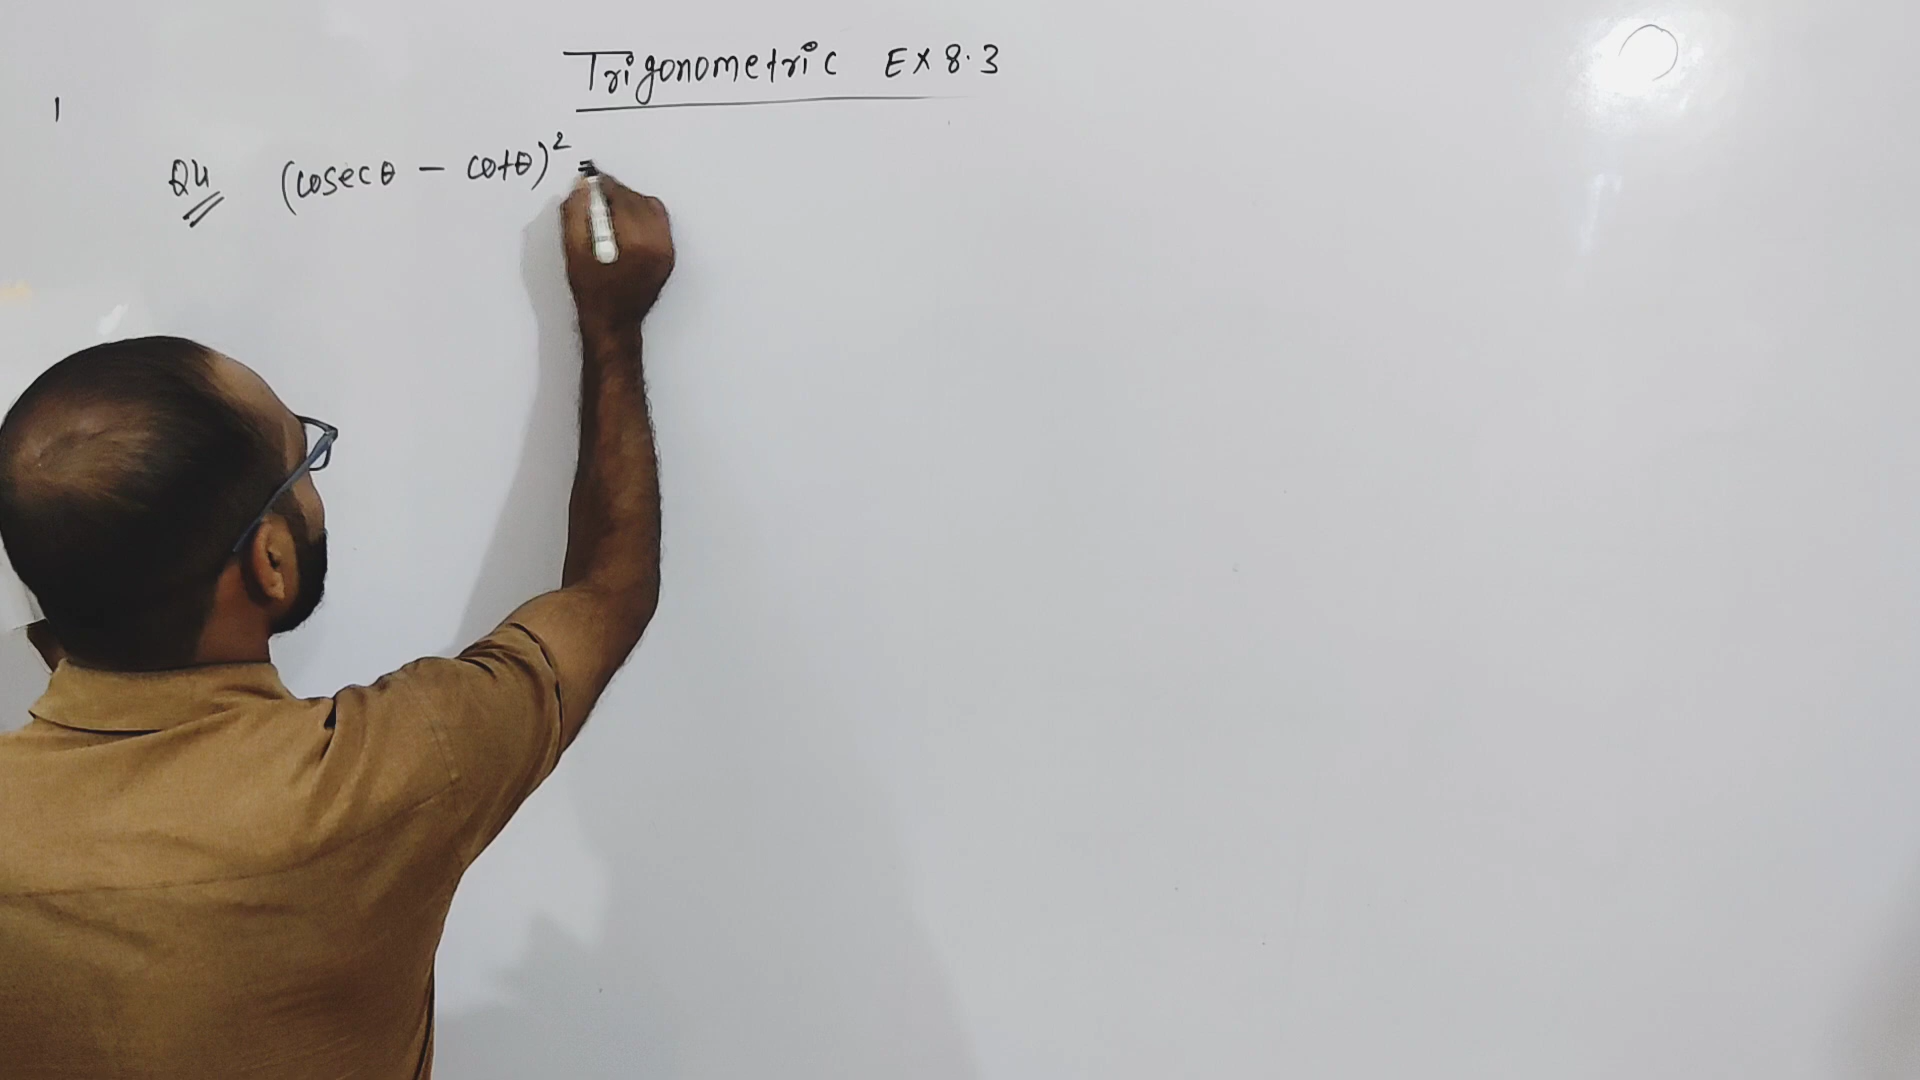 Trigonometric EX 8.3
1
Q4 (cosecθ - cotθ)² =